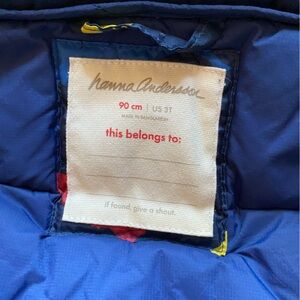 hanna andersson
90 cm | US 3T
MADE IN BANGLADESH
this belongs to:
if found, give a shout.